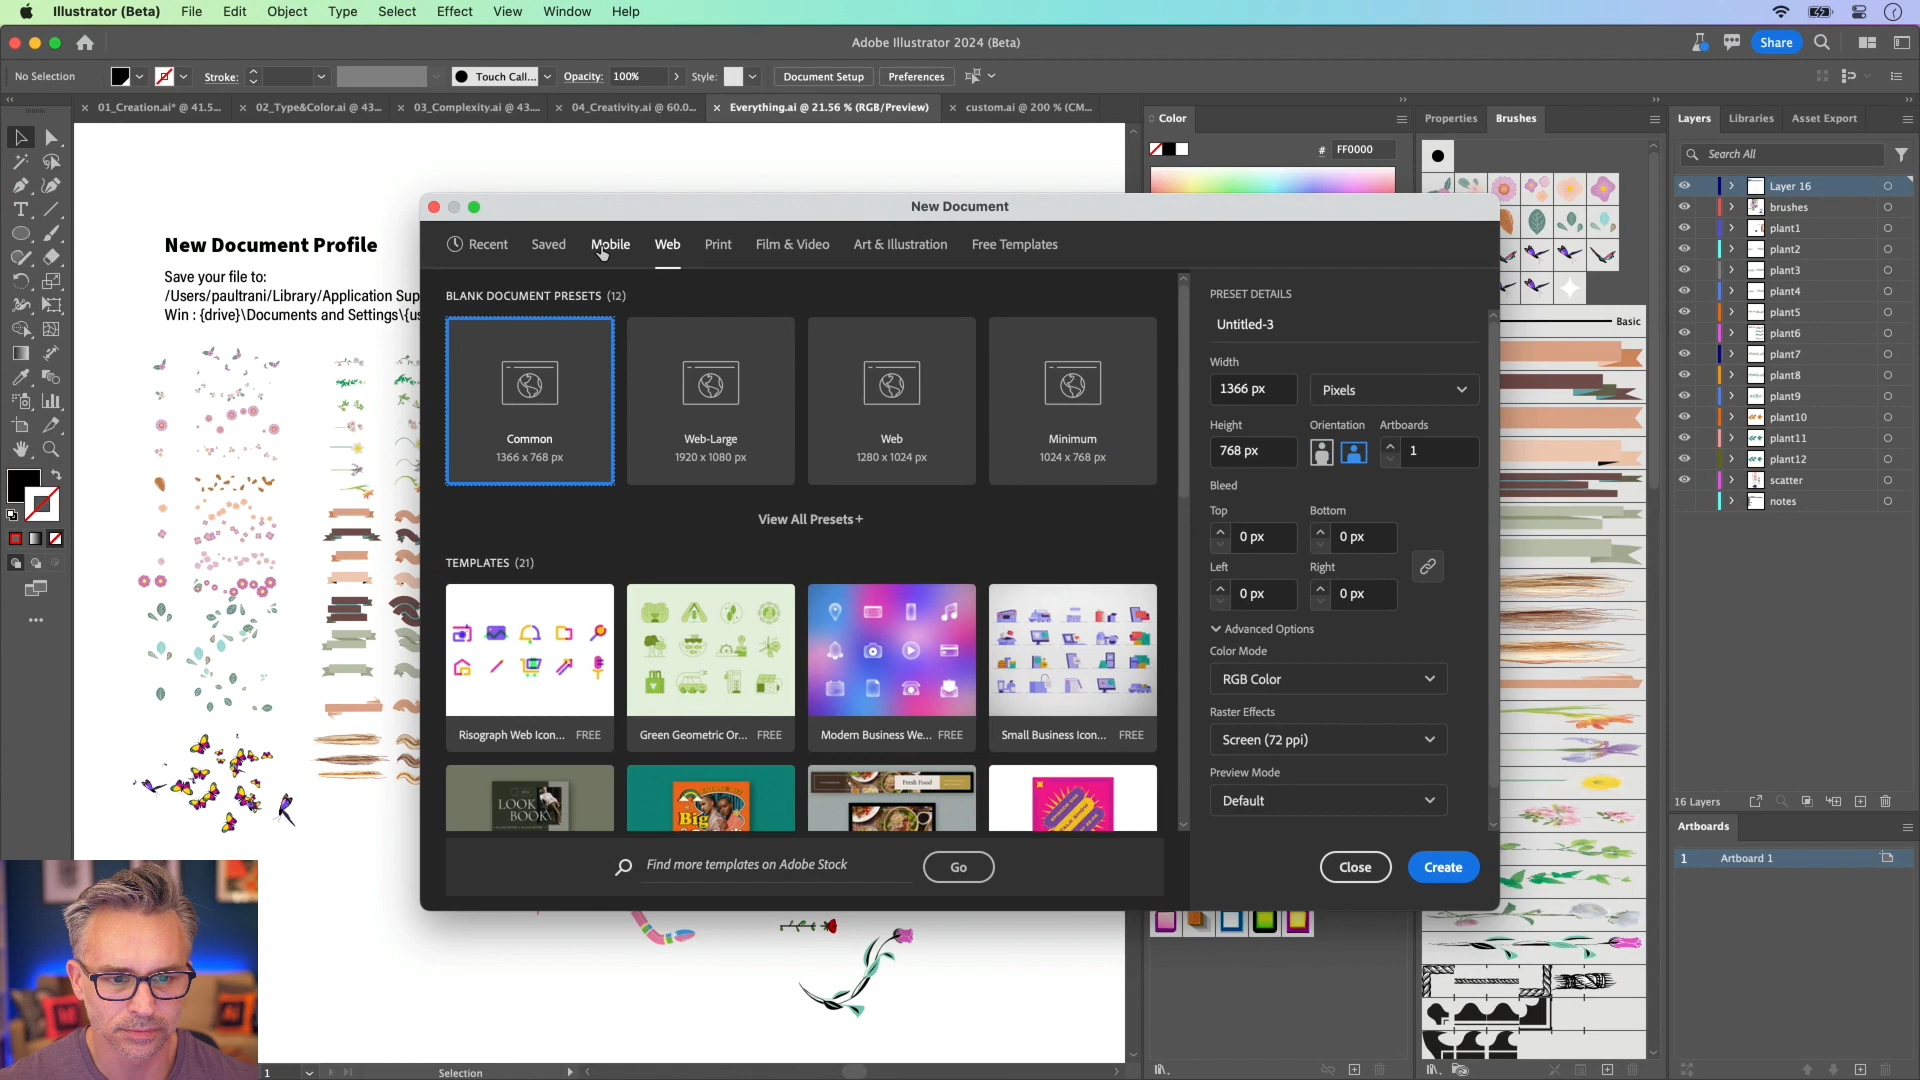 Illustrator (Beta) File Edit Object Type Select Effect View Window Help
Adobe Illustrator 2024 (Beta)
Share
No Selection Stroke: Touch Call... Opacity: 100% Style: Document Setup Preferences
01_Creation.ai* @ 41.5... 02_Type&Color.ai @ 43... 03_Complexity.ai @ 43.... 04_Creativity.ai @ 60.0... Everything.ai @ 21.56 % (RGB/Preview) custom.ai @ 200 % (CM...
Color
# FF0000
Properties Brushes
Basic
Layers Libraries Asset Export
Search All
Layer 16
brushes
plant1
plant2
plant3
plant4
plant5
plant6
plant7
plant8
plant9
plant10
plant11
plant12
scatter
notes
16 Layers
Artboards
1 Artboard 1
New Document Profile
Save your file to:
/Users/paultrani/Library/Application Sup
Win : {drive}\Documents and Settings\{us
New Document
Recent Saved Mobile Web Print Film & Video Art & Illustration Free Templates
BLANK DOCUMENT PRESETS (12)
Common
1366 x 768 px
Web-Large
1920 x 1080 px
Web
1280 x 1024 px
Minimum
1024 x 768 px
View All Presets+
TEMPLATES (21)
Risograph Web Icon... FREE
Green Geometric Or... FREE
Modern Business We... FREE
Small Business Icon... FREE
LOOK
BOOK
Big
Fresh Food
Find more templates on Adobe Stock Go
PRESET DETAILS
Untitled-3
Width
1366 px Pixels
Height Orientation Artboards
768 px 1
Bleed
Top Bottom
0 px 0 px
Left Right
0 px 0 px
Advanced Options
Color Mode
RGB Color
Raster Effects
Screen (72 ppi)
Preview Mode
Default
Close Create
1 Selection